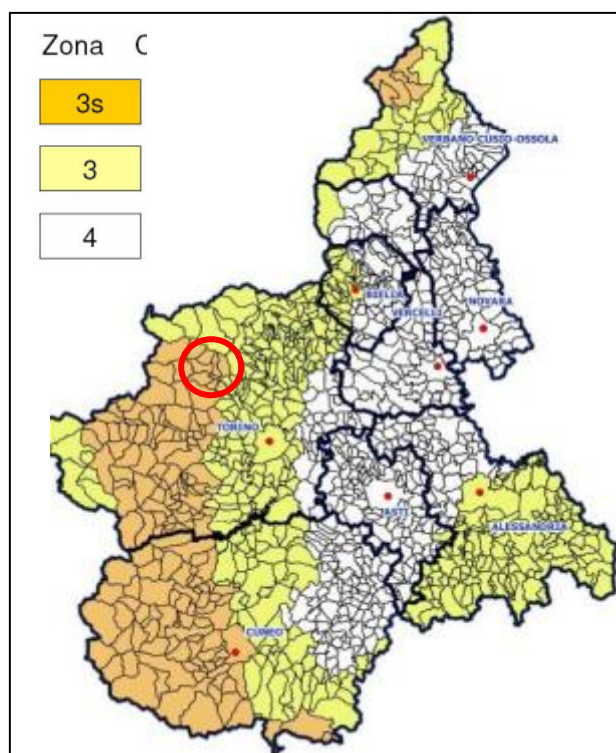 Zona C
3s
3
4
VERBANO-CUSIO-OSSOLA
BIELLA
NOVARA
VERCELLI
TORINO
ASTI
ALESSANDRIA
CUNEO